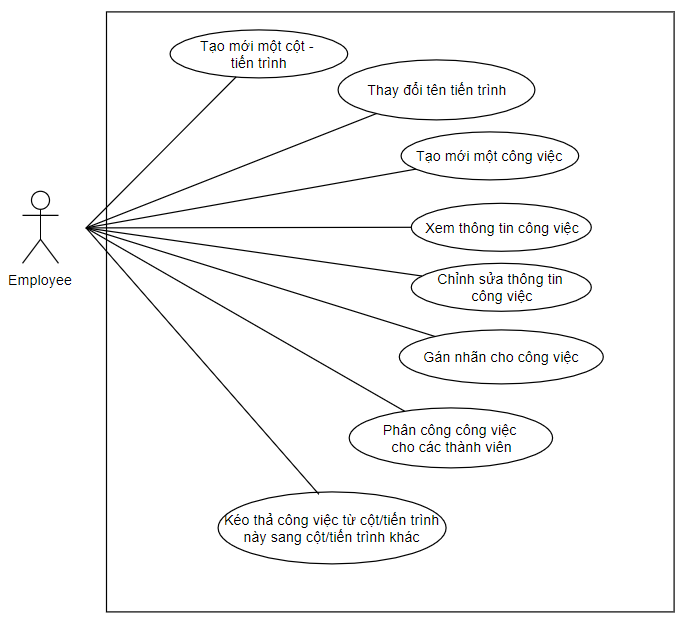 Tạo mới một cột -
tiến trình
Thay đổi tên tiến trình
Tạo mới một công việc
Xem thông tin công việc
Employee
Chỉnh sửa thông tin
công việc
Gán nhãn cho công việc
Phân công công việc
cho các thành viên
Kéo thả công việc từ cột/tiến trình
này sang cột/tiến trình khác